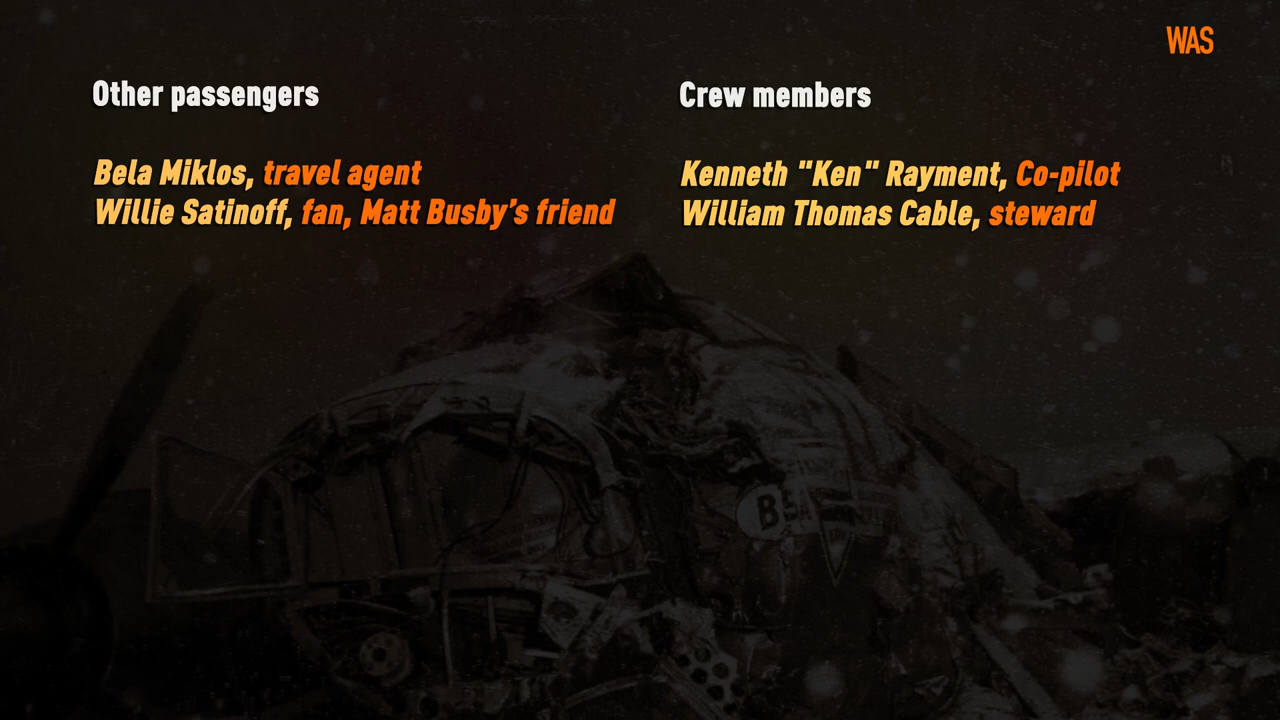 WAS
Other passengers
Bela Miklos, travel agent
Willie Satinoff, fan, Matt Busby's friend
Crew members
Kenneth "Ken" Rayment, Co-pilot
William Thomas Cable, steward
BEA